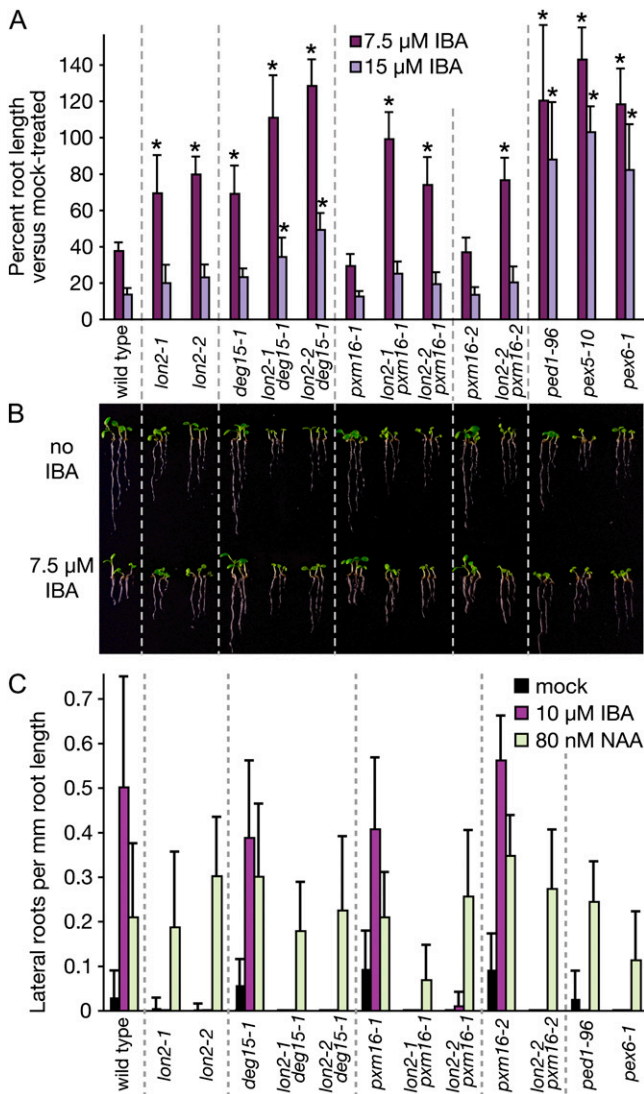 A
7.5 µM IBA
15 µM IBA
Percent root length
versus mock-treated
140
120
100
80
60
40
20
0
wild type
lon2-1
lon2-2
deg15-1
lon2-1
deg15-1
lon2-2
deg15-1
pxm16-1
lon2-1
pxm16-1
lon2-2
pxm16-1
pxm16-2
lon2-2
pxm16-2
ped1-96
pex5-10
pex6-1
* * * * * * * * * * * * * * *
B
no
IBA
7.5 µM
IBA
C
mock
10 µM IBA
80 nM NAA
Lateral roots per mm root length
0.7
0.6
0.5
0.4
0.3
0.2
0.1
0
wild type
lon2-1
lon2-2
deg15-1
lon2-1
deg15-1
lon2-2
deg15-1
pxm16-1
lon2-1
pxm16-1
lon2-2
pxm16-1
pxm16-2
lon2-2
pxm16-2
ped1-96
pex6-1